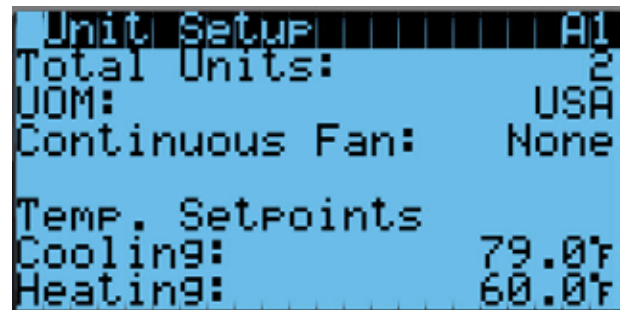 Unit Setup A1
Total Units: 2
UOM: USA
Continuous Fan: None
Temp. Setpoints
Cooling: 79.0°F
Heating: 60.0°F